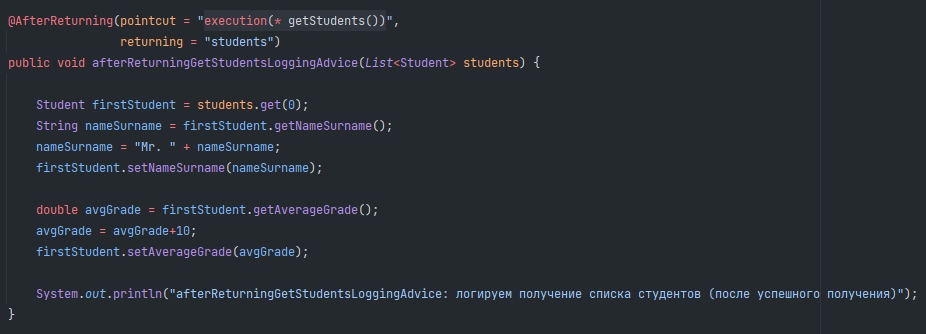 @AfterReturning(pointcut = "execution(* getStudents())",
returning = "students")
public void afterReturningGetStudentsLoggingAdvice(List<Student> students) {
Student firstStudent = students.get(0);
String nameSurname = firstStudent.getNameSurname();
nameSurname = "Mr. " + nameSurname;
firstStudent.setNameSurname(nameSurname);
double avgGrade = firstStudent.getAverageGrade();
avgGrade = avgGrade+10;
firstStudent.setAverageGrade(avgGrade);
System.out.println("afterReturningGetStudentsLoggingAdvice: логируем получение списка студентов (после успешного получения)");
}